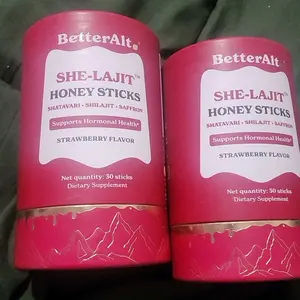 BetterAlt.
SHE-LAJIT™
HONEY STICKS
SHATAVARI • SHILAJIT • SAFFRON
Supports Hormonal Health*
STRAWBERRY FLAVOR
Net quantity: 30 sticks
Dietary Supplement
BetterAlt.
SHE-LAJIT™
HONEY STICKS
SHATAVARI • SHILAJIT • SAFFRON
Supports Hormonal Health*
STRAWBERRY FLAVOR
Net quantity: 30 sticks
Dietary Supplement